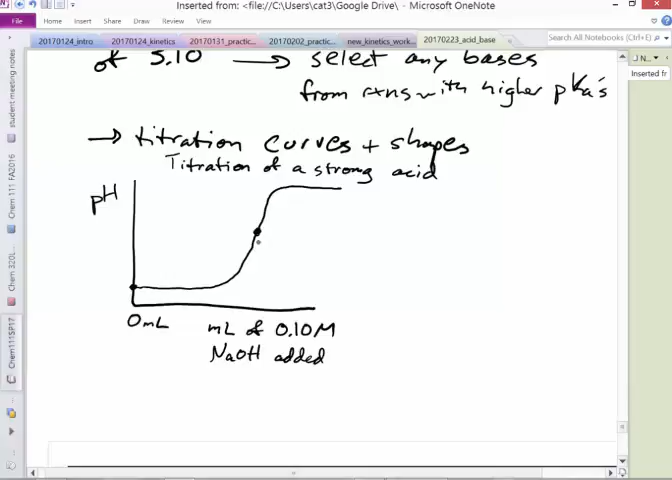 Inserted from: <file://C:\Users\cat3\Google Drive\ - Microsoft OneNote
File
Home
Insert
Share
Draw
History
Review
View
20170124_intro
20170124_kinetics
20170131_practic...
20170202_practic...
new_kinetics_work...
20170223_acid_base
Search All Notebooks (Ctrl+E)
N...
Inserted fr
student meeting notes
Chem 111 FA2016
Chem 320L
Chem111SP17
of 5.10 → select any bases
from rxns with higher pKa's
→ titration curves + shapes
Titration of a strong acid
pH
0mL
mL of 0.10M
NaOH added